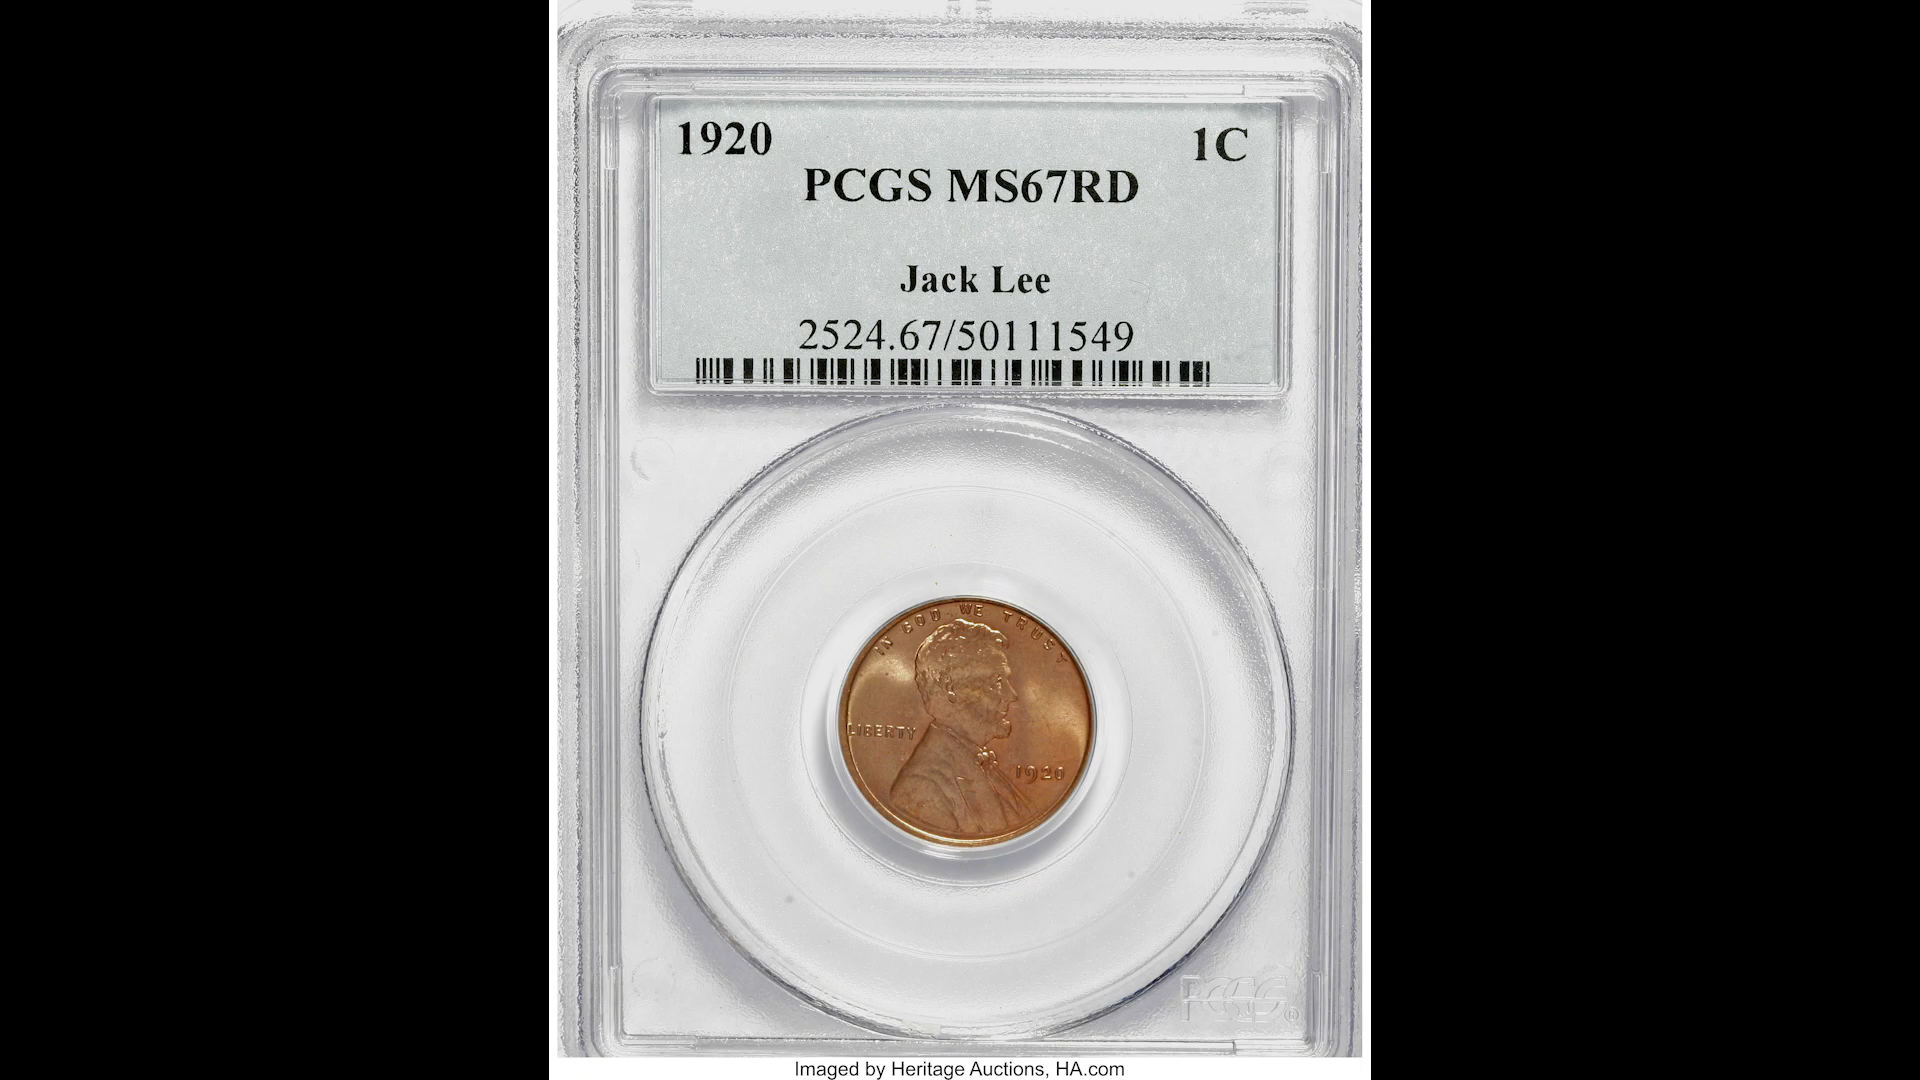 1920 1C
PCGS MS67RD
Jack Lee
2524.67/50111549
IN GOD WE TRUST
LIBERTY
1920
PCGS®
Imaged by Heritage Auctions, HA.com